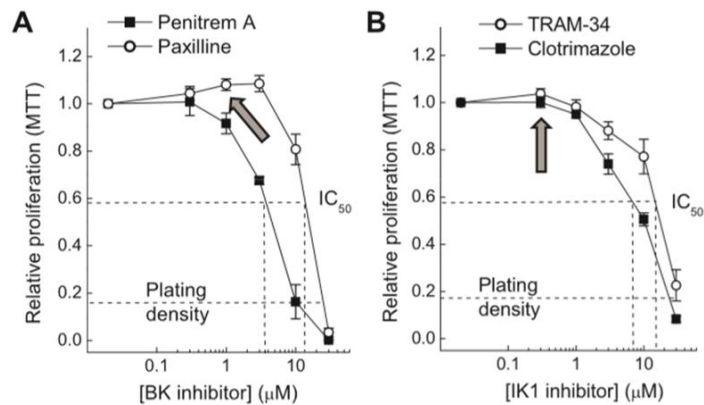 A
Penitrem A
Paxilline
1.2
1.0
0.8
0.6
0.4
0.2
0.0
Relative proliferation (MTT)
IC50
Plating
density
0.1
1
10
[BK inhibitor] (μM)
B
TRAM-34
Clotrimazole
1.2
1.0
0.8
0.6
0.4
0.2
0.0
Relative proliferation (MTT)
IC50
Plating
density
0.1
1
10
[IK1 inhibitor] (μM)